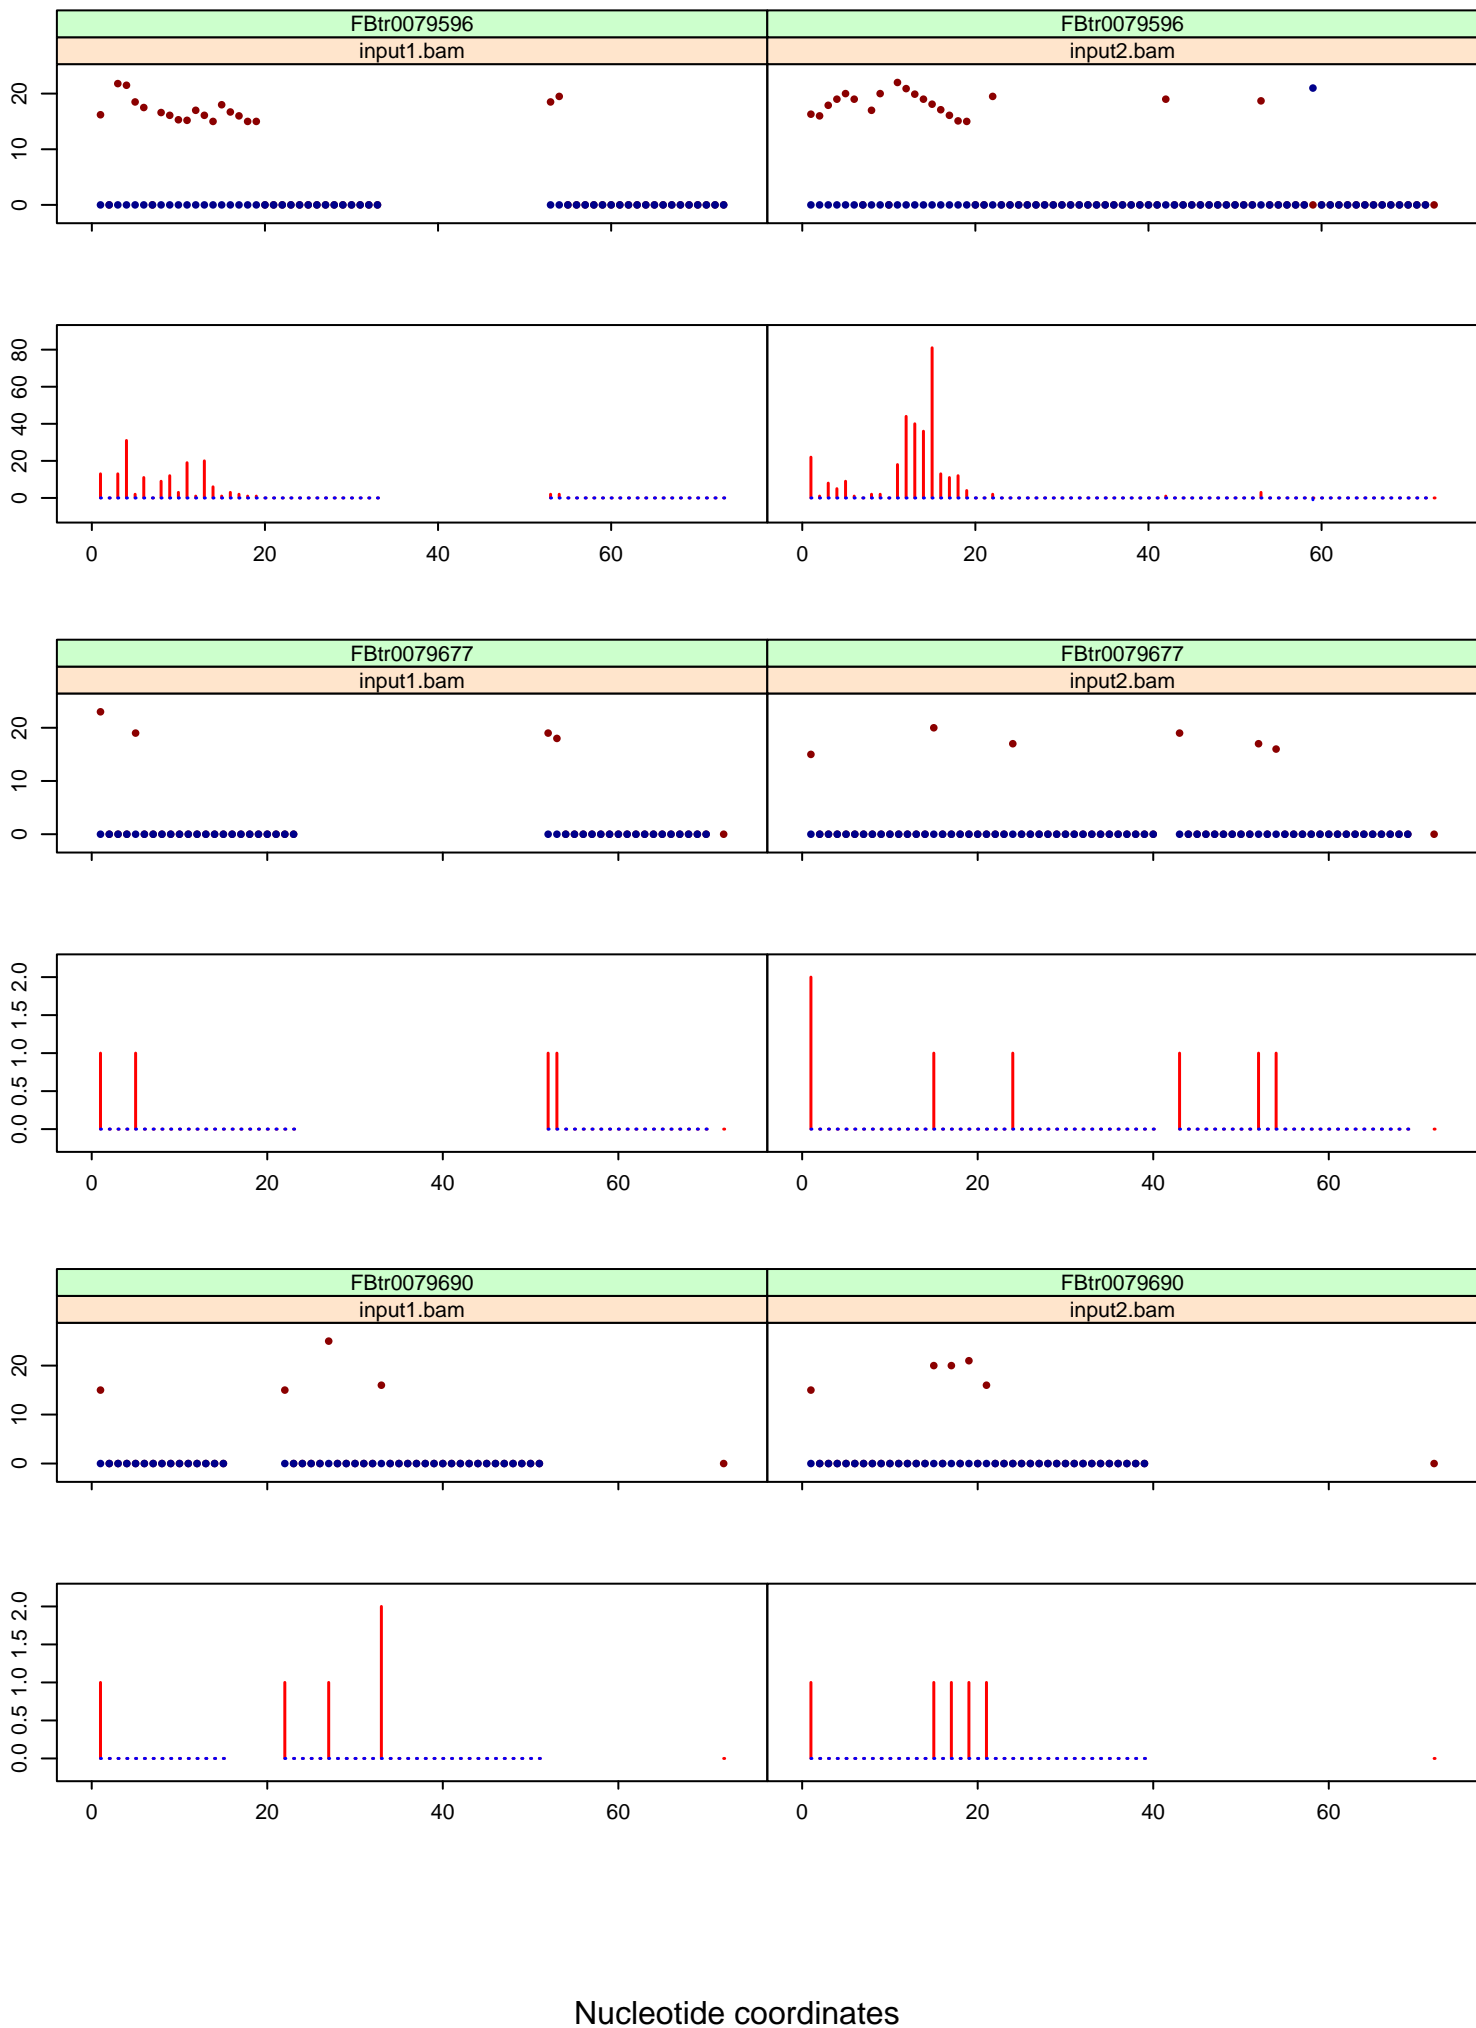 FBtr0079596 FBtr0079596
input1.bam input2.bam
20
10
0
80
60
40
20
0
0 20 40 60 0 20 40 60
FBtr0079677 FBtr0079677
input1.bam input2.bam
20
10
0
2.0
1.5
1.0
0.5
0.0
0 20 40 60 0 20 40 60
FBtr0079690 FBtr0079690
input1.bam input2.bam
20
10
0
2.0
1.5
1.0
0.5
0.0
0 20 40 60 0 20 40 60
Nucleotide coordinates